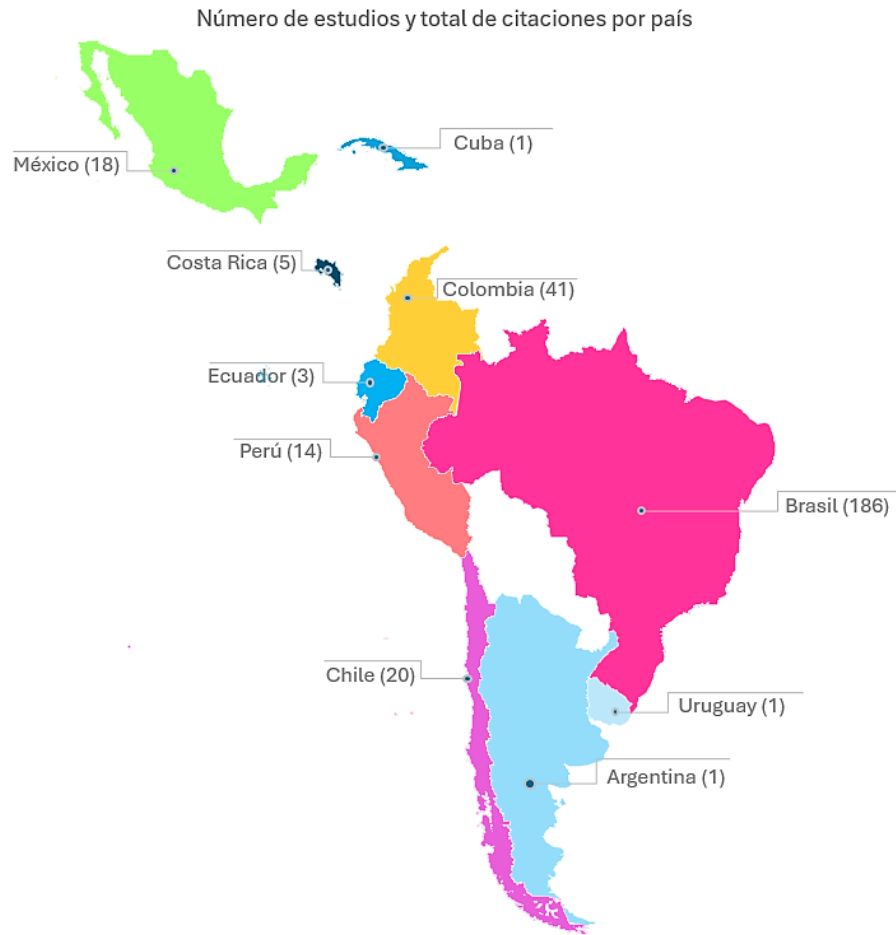 Número de estudios y total de citaciones por país
Cuba (1)
México (18)
Costa Rica (5)
Colombia (41)
Ecuador (3)
Perú (14)
Brasil (186)
Chile (20)
Uruguay (1)
Argentina (1)